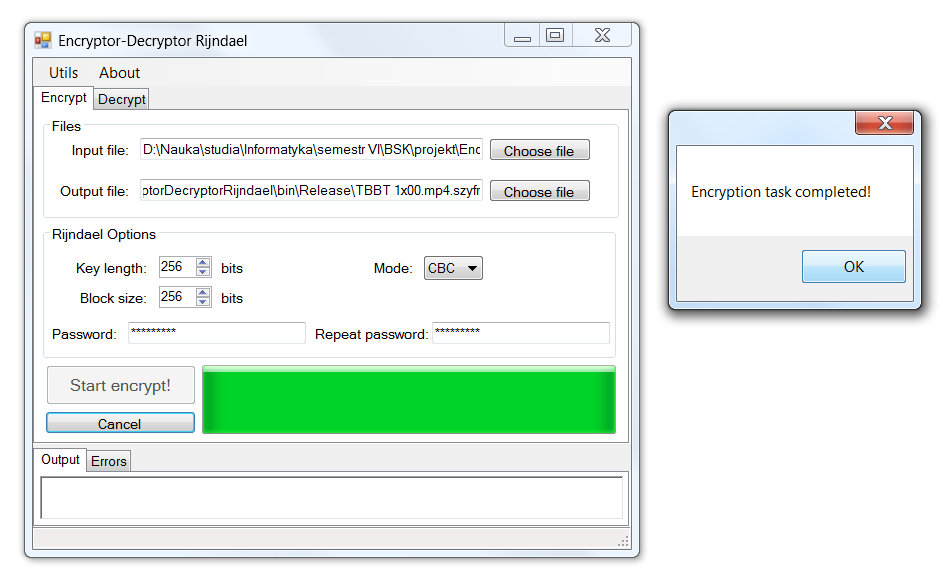 Encryptor-Decryptor Rijndael
Utils About
Encrypt Decrypt
Files
Input file: D:\Nauka\studia\Informatyka\semestr VI\BSK\projekt\Enc Choose file
Output file: ptorDecryptorRijndael\bin\Release\TBBT 1x00.mp4.szyfr Choose file
Rijndael Options
Key length: 256 bits Mode: CBC
Block size: 256 bits
Password: ********* Repeat password: *********
Start encrypt!
Cancel
Output Errors
Encryption task completed!
OK